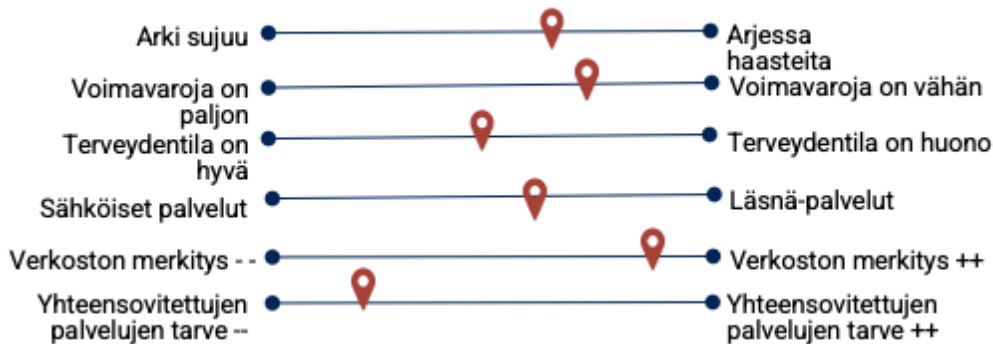 Arki sujuu
Arjessa
haasteita
Voimavaroja on
paljon
Voimavaroja on vähän
Terveydentila on
hyvä
Terveydentila on huono
Sähköiset palvelut
Läsnä-palvelut
Verkoston merkitys - -
Verkoston merkitys ++
Yhteensovitettujen
palvelujen tarve --
Yhteensovitettujen
palvelujen tarve ++